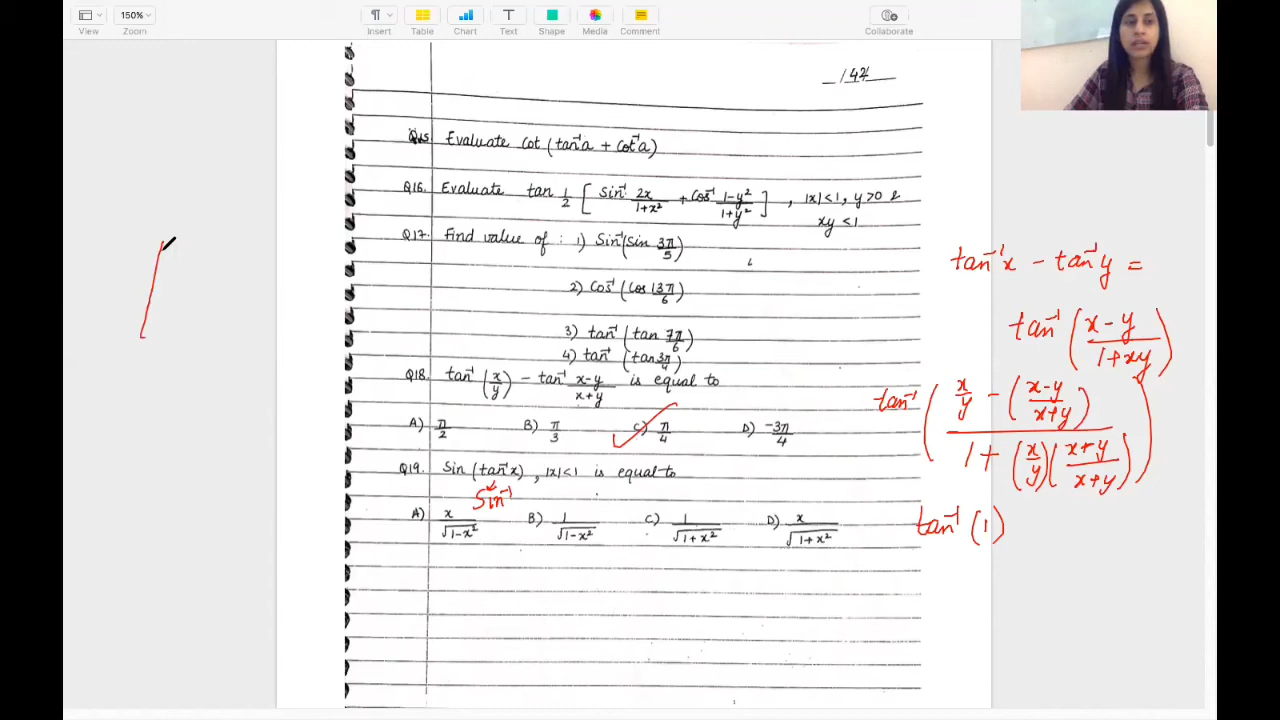 View
150%
Zoom
Insert
Table
Chart
Text
Shape
Media
Comment
Collaborate
Q15. Evaluate Cot (tan⁻¹a + cot⁻¹a)
Q16. Evaluate tan 1/2 [ Sin⁻¹ 2x/1+x² + Cos⁻¹ 1-y²/1+y² ] , |x| < 1, y > 0 &
xy < 1
Q17. Find value of : 1) Sin⁻¹(Sin 3π/5)
2) Cos⁻¹ (Cos 13π/6)
3) tan⁻¹ (tan 7π/6)
4) tan⁻¹ (tan 3π/4)
Q18. tan⁻¹ (x/y) - tan⁻¹ x-y/x+y is equal to
A) π/2 B) π/3 C) π/4 D) -3π/4
Q19. Sin (tan⁻¹x) , |x| < 1 is equal to
Sin⁻¹
A) x/√1-x² B) 1/√1-x² C) 1/√1+x² D) x/√1+x²
tan⁻¹x - tan⁻¹y =
tan⁻¹ (x-y/1+xy)
tan⁻¹ ( x/y - (x-y/x+y) / 1 + (x/y)(x+y/x+y) )
tan⁻¹ (1)
1